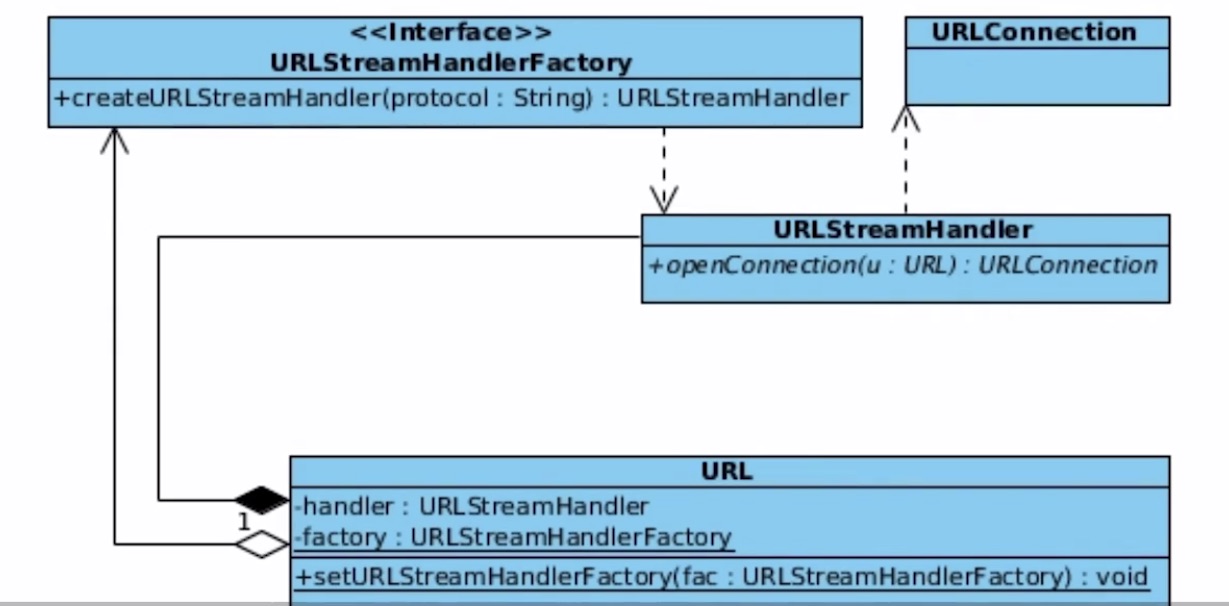 <<Interface>>
URLStreamHandlerFactory
+createURLStreamHandler(protocol : String) : URLStreamHandler
URLConnection
URLStreamHandler
+openConnection(u : URL) : URLConnection
URL
-handler : URLStreamHandler
1
-factory : URLStreamHandlerFactory
+setURLStreamHandlerFactory(fac : URLStreamHandlerFactory) : void